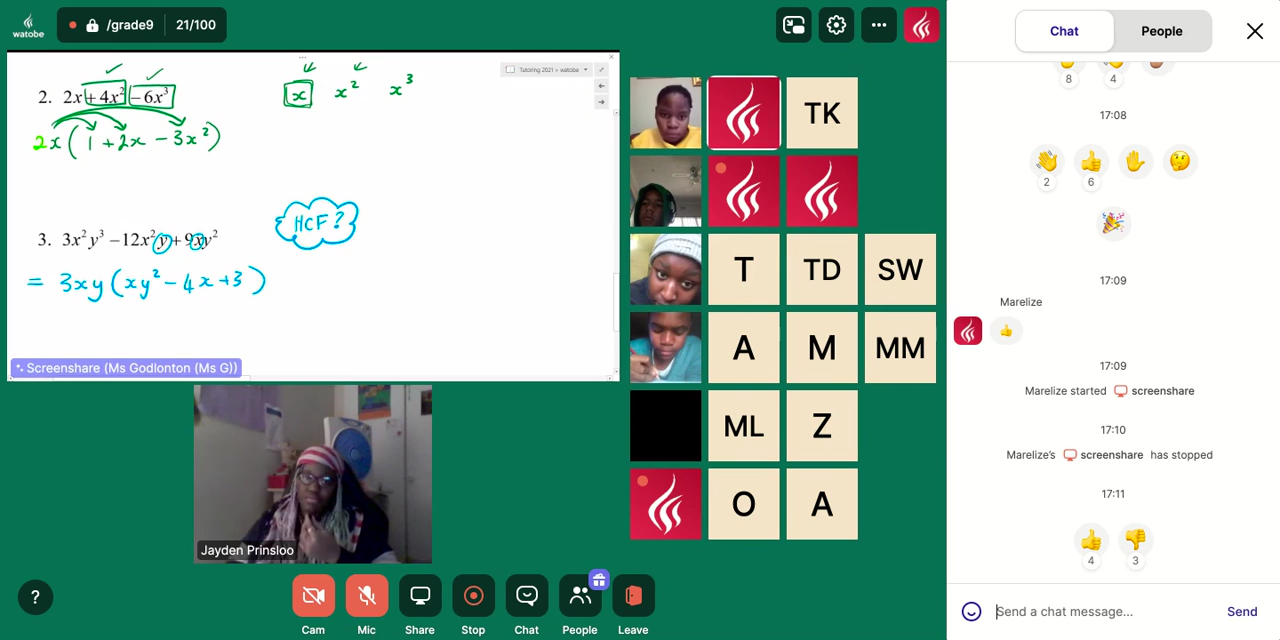 watobe
/grade9
21/100
Chat
People
Tutoring 2021 > watobe
2. 2x + 4x² − 6x³
x x² x³
2x(1 + 2x − 3x²)
HCF?
3. 3x²y³ − 12x²y + 9xy²
= 3xy(xy² − 4x + 3)
Screenshare (Ms Godlonton (Ms G))
TK
T
TD
SW
A
M
MM
ML
Z
O
A
Jayden Prinsloo
?
Cam
Mic
Share
Stop
Chat
People
Leave
8
4
17:08
2
6
17:09
Marelize
17:09
Marelize started screenshare
17:10
Marelize's screenshare has stopped
17:11
4
3
Send a chat message...
Send